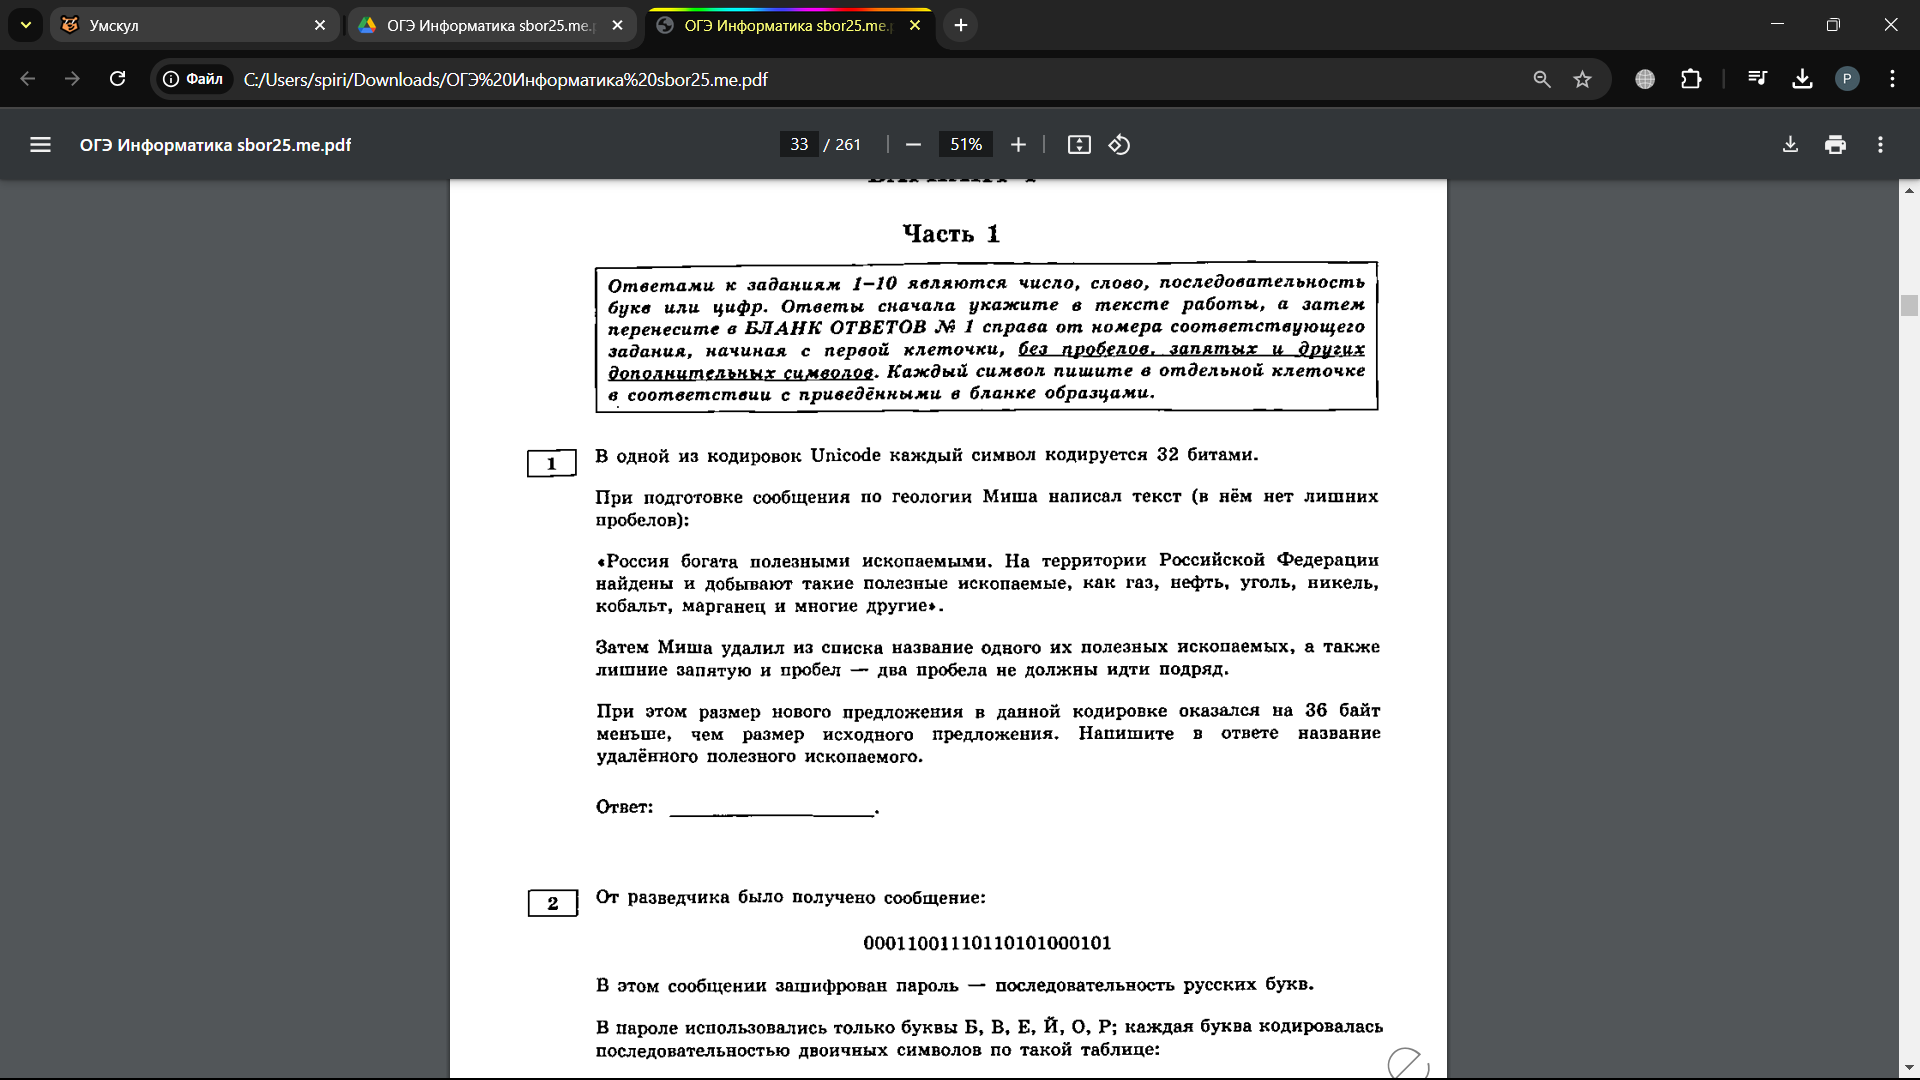 Умскул
ОГЭ Информатика sbor25.me.p
ОГЭ Информатика sbor25.me.p
Файл
C:/Users/spiri/Downloads/ОГЭ%20Информатика%20sbor25.me.pdf
P
ОГЭ Информатика sbor25.me.pdf
33 / 261
51%
Часть 1
Ответами к заданиям 1—10 являются число, слово, последовательность
букв или цифр. Ответы сначала укажите в тексте работы, а затем
перенесите в БЛАНК ОТВЕТОВ № 1 справа от номера соответствующего
задания, начиная с первой клеточки, без пробелов, запятых и других
дополнительных символов. Каждый символ пишите в отдельной клеточке
в соответствии с приведёнными в бланке образцами.
1
В одной из кодировок Unicode каждый символ кодируется 32 битами.
При подготовке сообщения по геологии Миша написал текст (в нём нет лишних
пробелов):
«Россия богата полезными ископаемыми. На территории Российской Федерации
найдены и добывают такие полезные ископаемые, как газ, нефть, уголь, никель,
кобальт, марганец и многие другие».
Затем Миша удалил из списка название одного их полезных ископаемых, а также
лишние запятую и пробел — два пробела не должны идти подряд.
При этом размер нового предложения в данной кодировке оказался на 36 байт
меньше, чем размер исходного предложения. Напишите в ответе название
удалённого полезного ископаемого.
Ответ: ____________________.
2
От разведчика было получено сообщение:
00011001110110101000101
В этом сообщении зашифрован пароль — последовательность русских букв.
В пароле использовались только буквы Б, В, Е, Й, О, Р; каждая буква кодировалась
последовательностью двоичных символов по такой таблице: